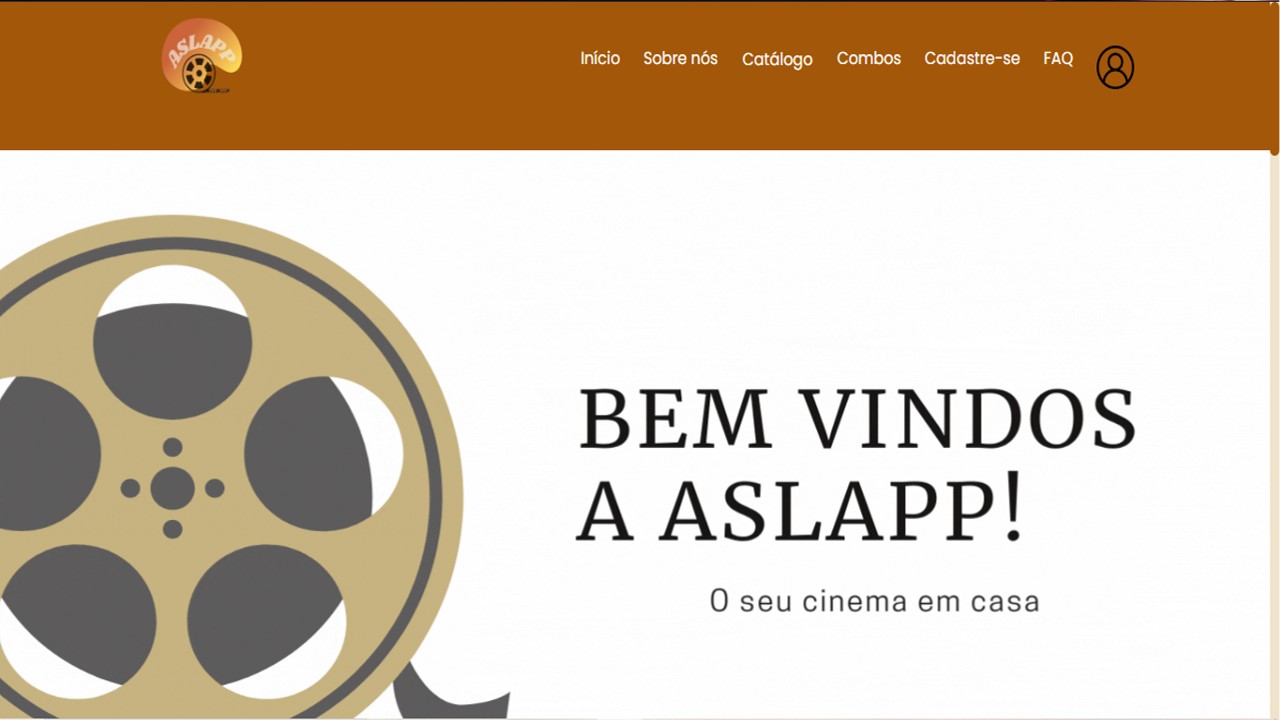 ASLAPP
Início Sobre nós Catálogo Combos Cadastre-se FAQ
BEM VINDOS
A ASLAPP!
O seu cinema em casa